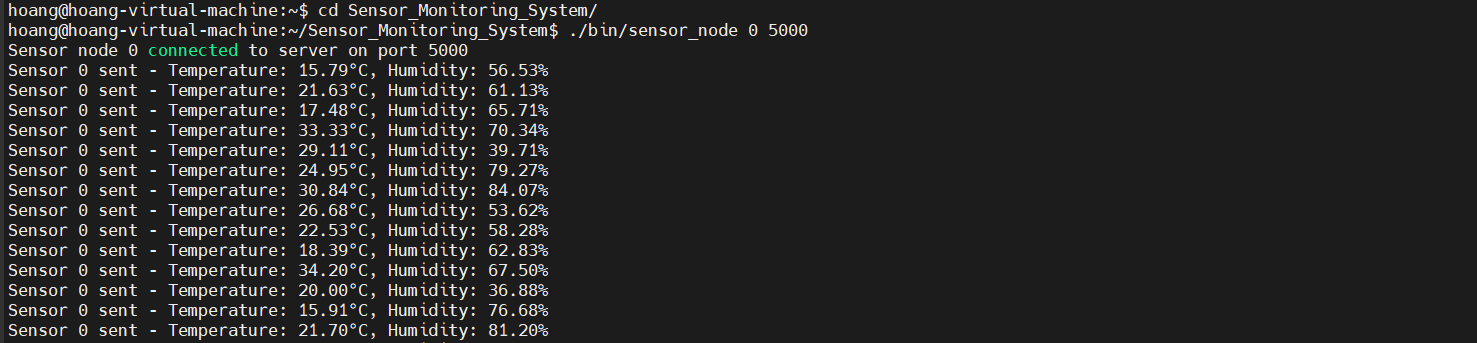 hoang@hoang-virtual-machine:~$ cd Sensor_Monitoring_System/
hoang@hoang-virtual-machine:~/Sensor_Monitoring_System$ ./bin/sensor_node 0 5000
Sensor node 0 connected to server on port 5000
Sensor 0 sent - Temperature: 15.79°C, Humidity: 56.53%
Sensor 0 sent - Temperature: 21.63°C, Humidity: 61.13%
Sensor 0 sent - Temperature: 17.48°C, Humidity: 65.71%
Sensor 0 sent - Temperature: 33.33°C, Humidity: 70.34%
Sensor 0 sent - Temperature: 29.11°C, Humidity: 39.71%
Sensor 0 sent - Temperature: 24.95°C, Humidity: 79.27%
Sensor 0 sent - Temperature: 30.84°C, Humidity: 84.07%
Sensor 0 sent - Temperature: 26.68°C, Humidity: 53.62%
Sensor 0 sent - Temperature: 22.53°C, Humidity: 58.28%
Sensor 0 sent - Temperature: 18.39°C, Humidity: 62.83%
Sensor 0 sent - Temperature: 34.20°C, Humidity: 67.50%
Sensor 0 sent - Temperature: 20.00°C, Humidity: 36.88%
Sensor 0 sent - Temperature: 15.91°C, Humidity: 76.68%
Sensor 0 sent - Temperature: 21.70°C, Humidity: 81.20%